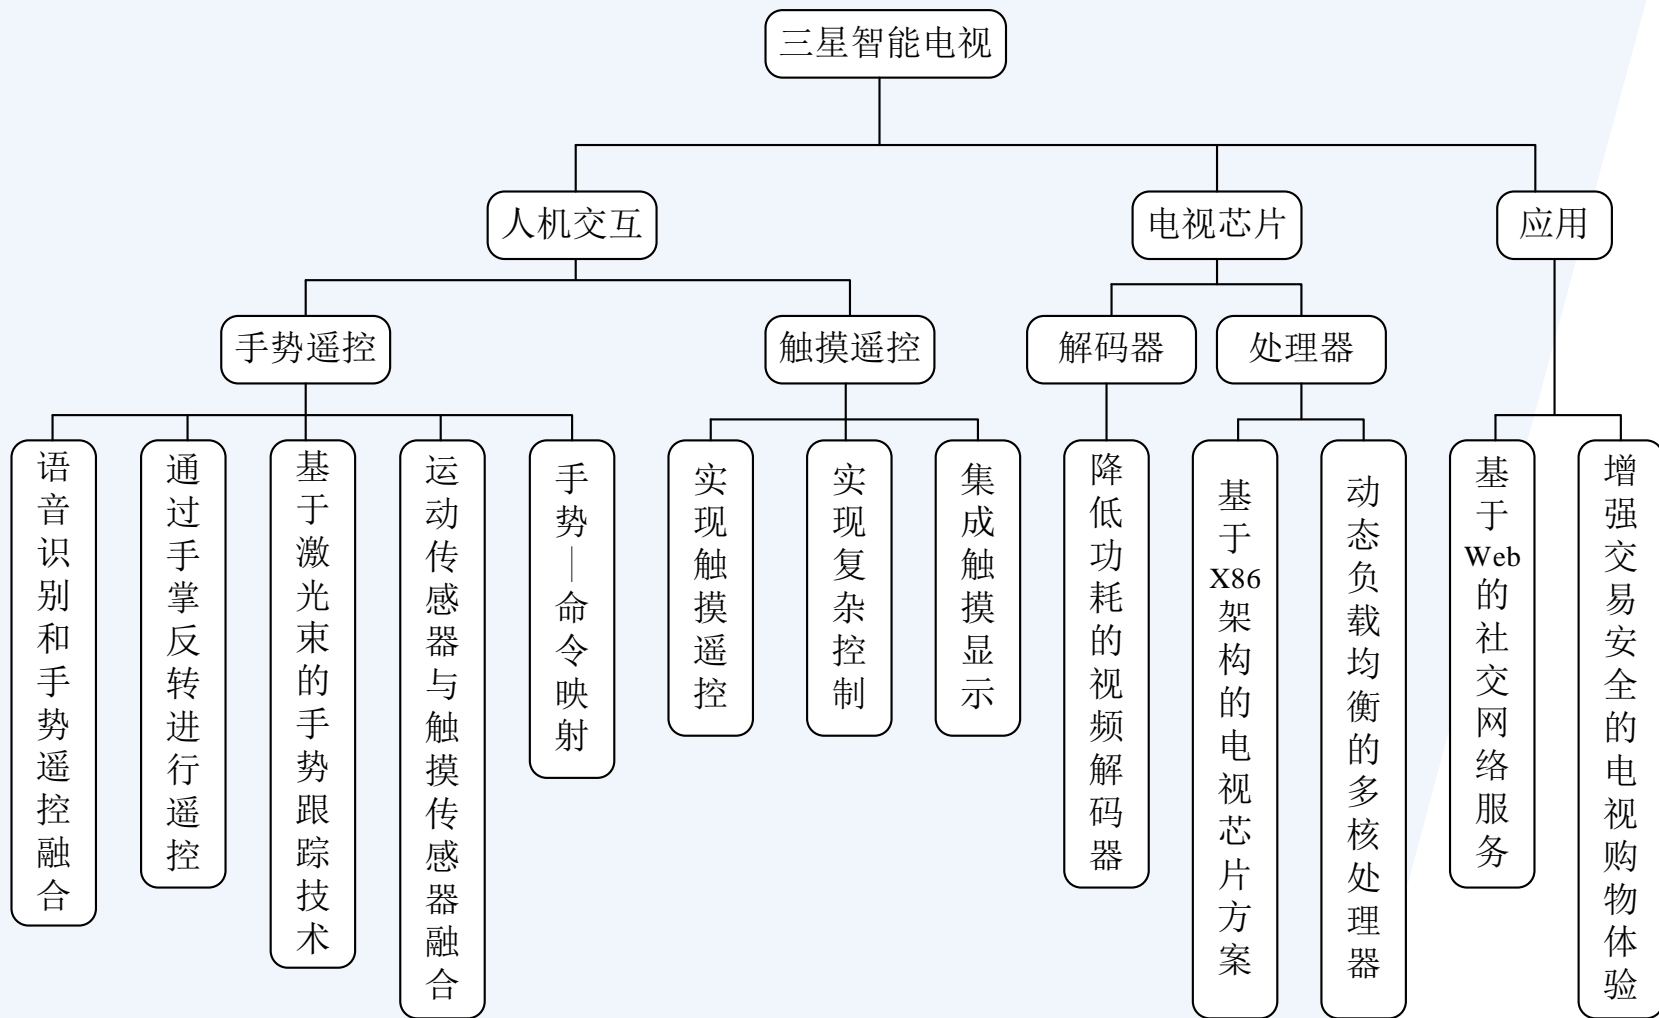 三星智能电视
人机交互
电视芯片
应用
手势遥控
触摸遥控
解码器
处理器
语音识别和手势遥控融合
通过手掌反转进行遥控
基于激光束的手势跟踪技术
运动传感器与触摸传感器融合
手势—命令映射
实现触摸遥控
实现复杂控制
集成触摸显示
降低功耗的视频解码器
基于X86架构的电视芯片方案
动态负载均衡的多核处理器
基于Web的社交网络服务
增强交易安全的电视购物体验